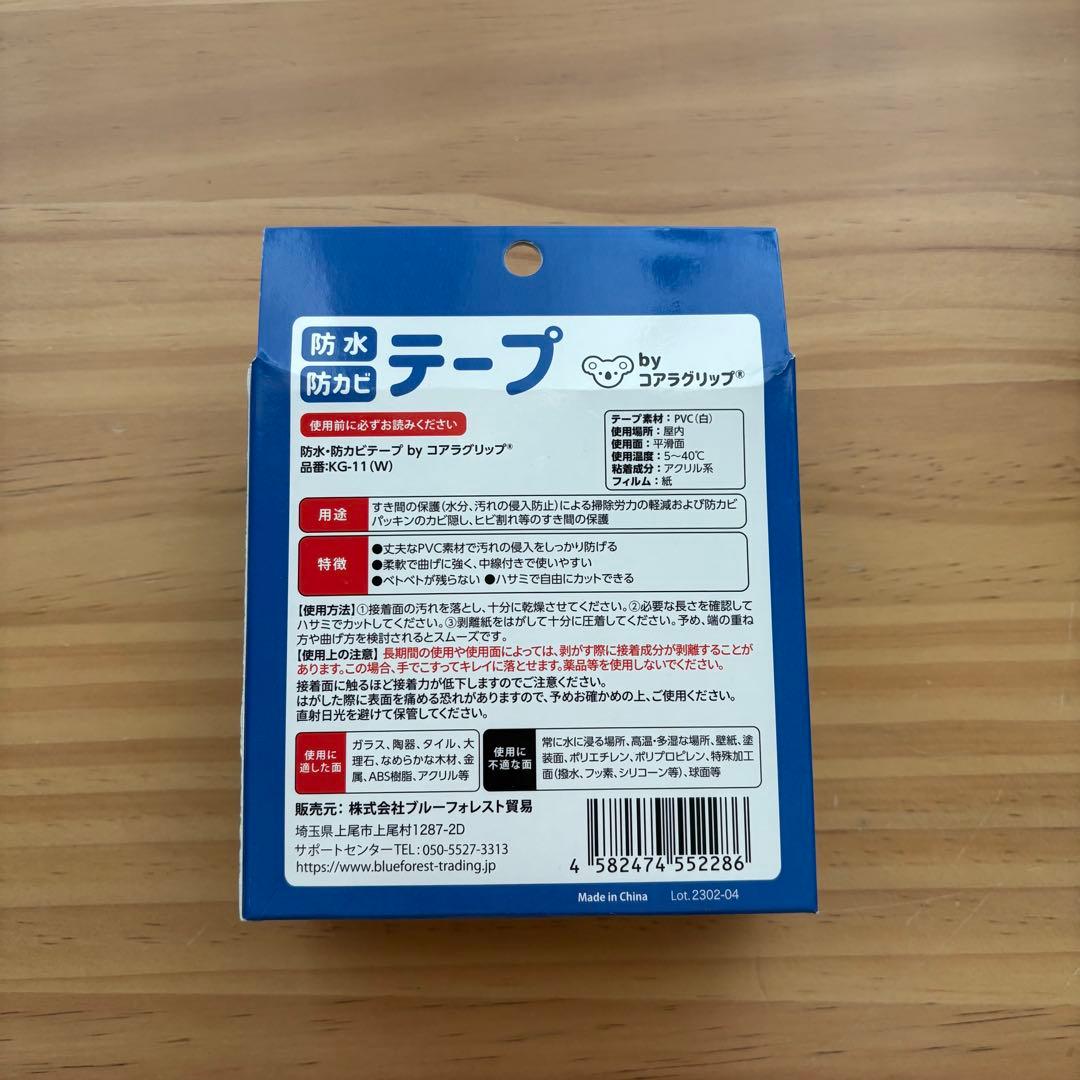 防水
防カビ
テープ
by
コアラグリップ®
使用前に必ずお読みください
防水・防カビテープ by コアラグリップ®
品番:KG-11(W)
テープ素材:PVC(白)
使用場所:屋内
使用面:平滑面
使用温度:5~40℃
粘着成分:アクリル系
フィルム:紙
用途
すき間の保護(水分、汚れの侵入防止)による掃除労力の軽減および防カビ
パッキンのカビ隠し、ヒビ割れ等のすき間の保護
特徴
●丈夫なPVC素材で汚れの侵入をしっかり防げる
●柔軟で曲げに強く、中線付きで使いやすい
●ベトベトが残らない ●ハサミで自由にカットできる
【使用方法】①接着面の汚れを落とし、十分に乾燥させてください。②必要な長さを確認して
ハサミでカットしてください。③剥離紙をはがして十分に圧着してください。予め、端の重ね
方や曲げ方を検討されるとスムーズです。
【使用上の注意】長期間の使用や使用面によっては、剥がす際に接着成分が剥離することが
あります。この場合、手でこすってキレイに落とせます。薬品等を使用しないでください。
接着面に触るほど接着力が低下しますのでご注意ください。
はがした際に表面を痛める恐れがありますので、予めお確かめの上、ご使用ください。
直射日光を避けて保管してください。
使用に
適した面
ガラス、陶器、タイル、大
理石、なめらかな木材、金
属、ABS樹脂、アクリル等
使用に
不適な面
常に水に浸る場所、高温・多湿な場所、壁紙、塗
装面、ポリエチレン、ポリプロピレン、特殊加工
面(撥水、フッ素、シリコーン等)、球面等
販売元:株式会社ブルーフォレスト貿易
埼玉県上尾市上尾村1287-2D
サポートセンターTEL:050-5527-3313
https://www.blueforest-trading.jp
4 582474 552286
Made in China Lot.2302-04